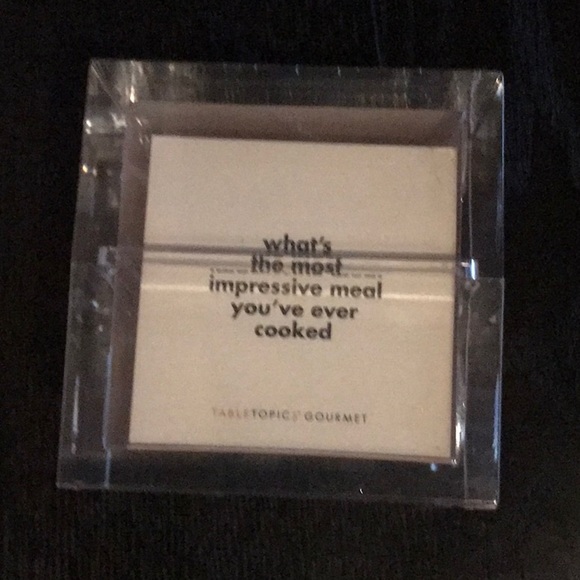 what's
the most
impressive meal
you've ever
cooked
TABLETOPICS GOURMET